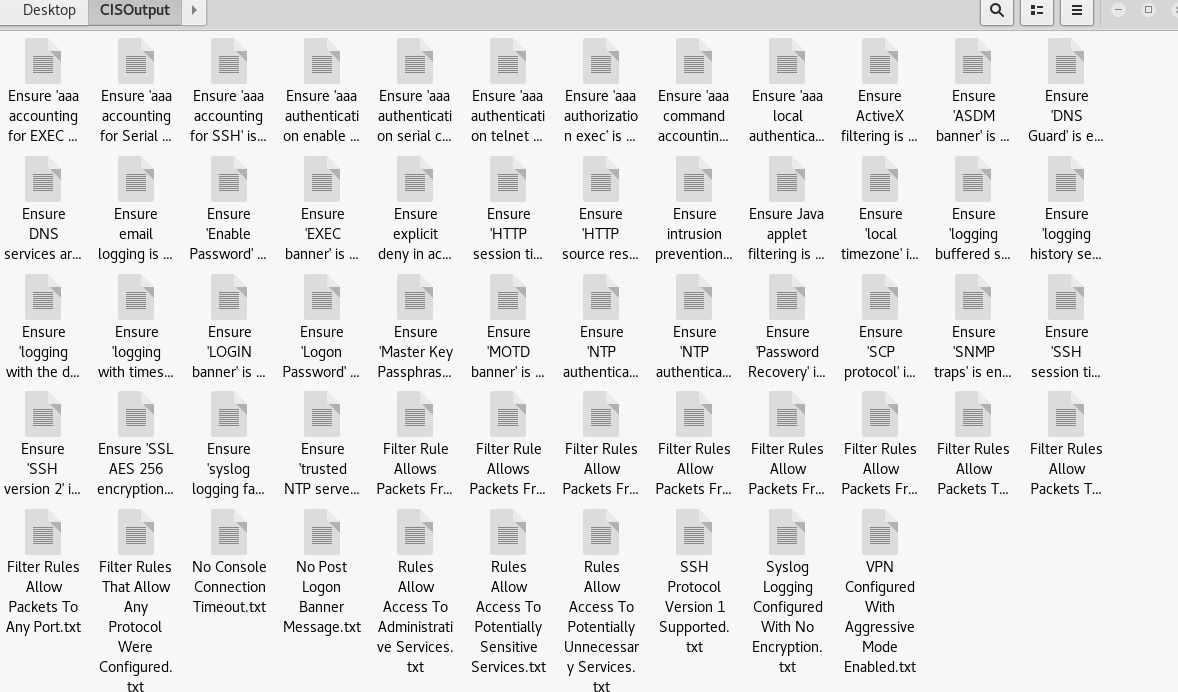 Desktop CISOutput
Ensure 'aaa accounting for EXEC ...
Ensure 'aaa accounting for Serial ...
Ensure 'aaa accounting for SSH' is...
Ensure 'aaa authenticati on enable ...
Ensure 'aaa authenticati on serial c...
Ensure 'aaa authenticati on telnet ...
Ensure 'aaa authorizatio n exec' is ...
Ensure 'aaa command accountin...
Ensure 'aaa local authentica...
Ensure ActiveX filtering is ...
Ensure 'ASDM banner' is ...
Ensure 'DNS Guard' is e...
Ensure DNS services ar...
Ensure email logging is ...
Ensure 'Enable Password' ...
Ensure 'EXEC banner' is ...
Ensure explicit deny in ac...
Ensure 'HTTP session ti...
Ensure 'HTTP source res...
Ensure intrusion prevention...
Ensure Java applet filtering is ...
Ensure 'local timezone' i...
Ensure 'logging buffered s...
Ensure 'logging history se...
Ensure 'logging with the d...
Ensure 'logging with times...
Ensure 'LOGIN banner' is ...
Ensure 'Logon Password' ...
Ensure 'Master Key Passphras...
Ensure 'MOTD banner' is ...
Ensure 'NTP authentica...
Ensure 'NTP authentica...
Ensure 'Password Recovery' i...
Ensure 'SCP protocol' i...
Ensure 'SNMP traps' is en...
Ensure 'SSH session ti...
Ensure 'SSH version 2' i...
Ensure 'SSL AES 256 encryption...
Ensure 'syslog logging fa...
Ensure 'trusted NTP serve...
Filter Rule Allows Packets Fr...
Filter Rule Allows Packets Fr...
Filter Rules Allow Packets Fr...
Filter Rules Allow Packets Fr...
Filter Rules Allow Packets Fr...
Filter Rules Allow Packets Fr...
Filter Rules Allow Packets T...
Filter Rules Allow Packets T...
Filter Rules Allow Packets To Any Port.txt
Filter Rules That Allow Any Protocol Were Configured. txt
No Console Connection Timeout.txt
No Post Logon Banner Message.txt
Rules Allow Access To Administrati ve Services. txt
Rules Allow Access To Potentially Sensitive Services.txt
Rules Allow Access To Potentially Unnecessar y Services. txt
SSH Protocol Version 1 Supported. txt
Syslog Logging Configured With No Encryption. txt
VPN Configured With Aggressive Mode Enabled.txt